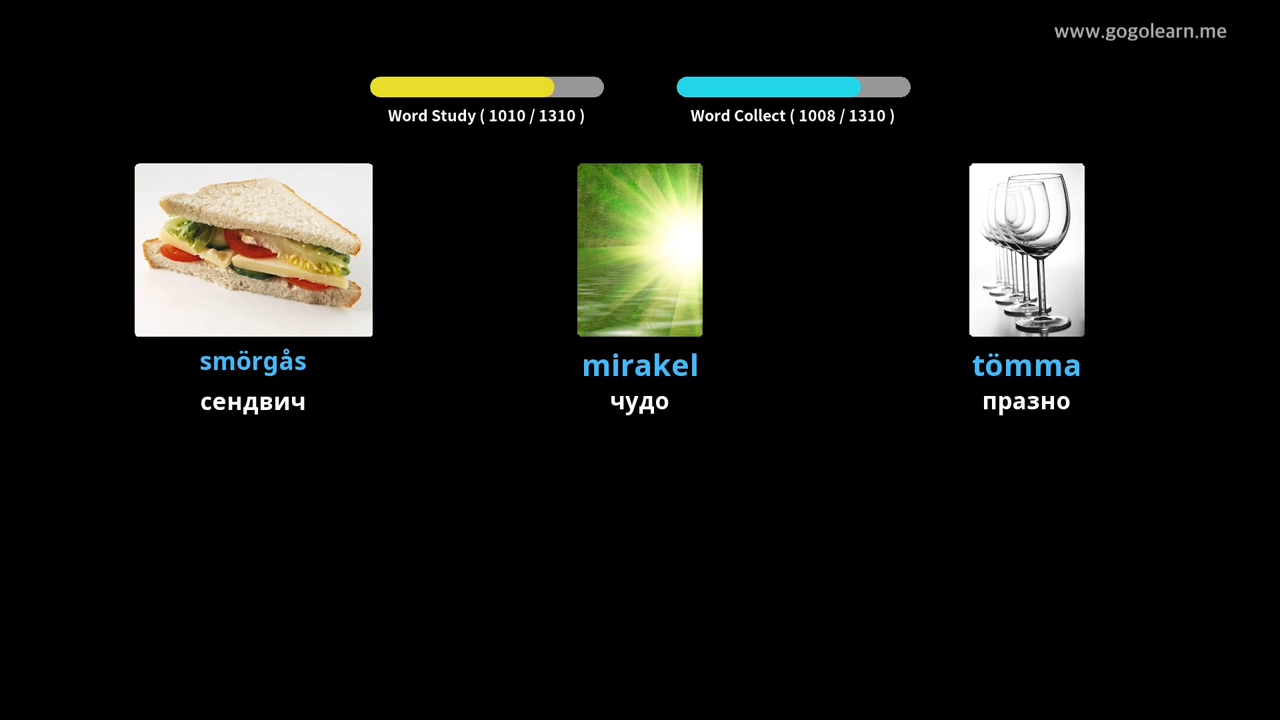 www.gogolearn.me
Word Study ( 1010 / 1310 )
Word Collect ( 1008 / 1310 )
smörgås
сендвич
mirakel
чудо
tömma
празно